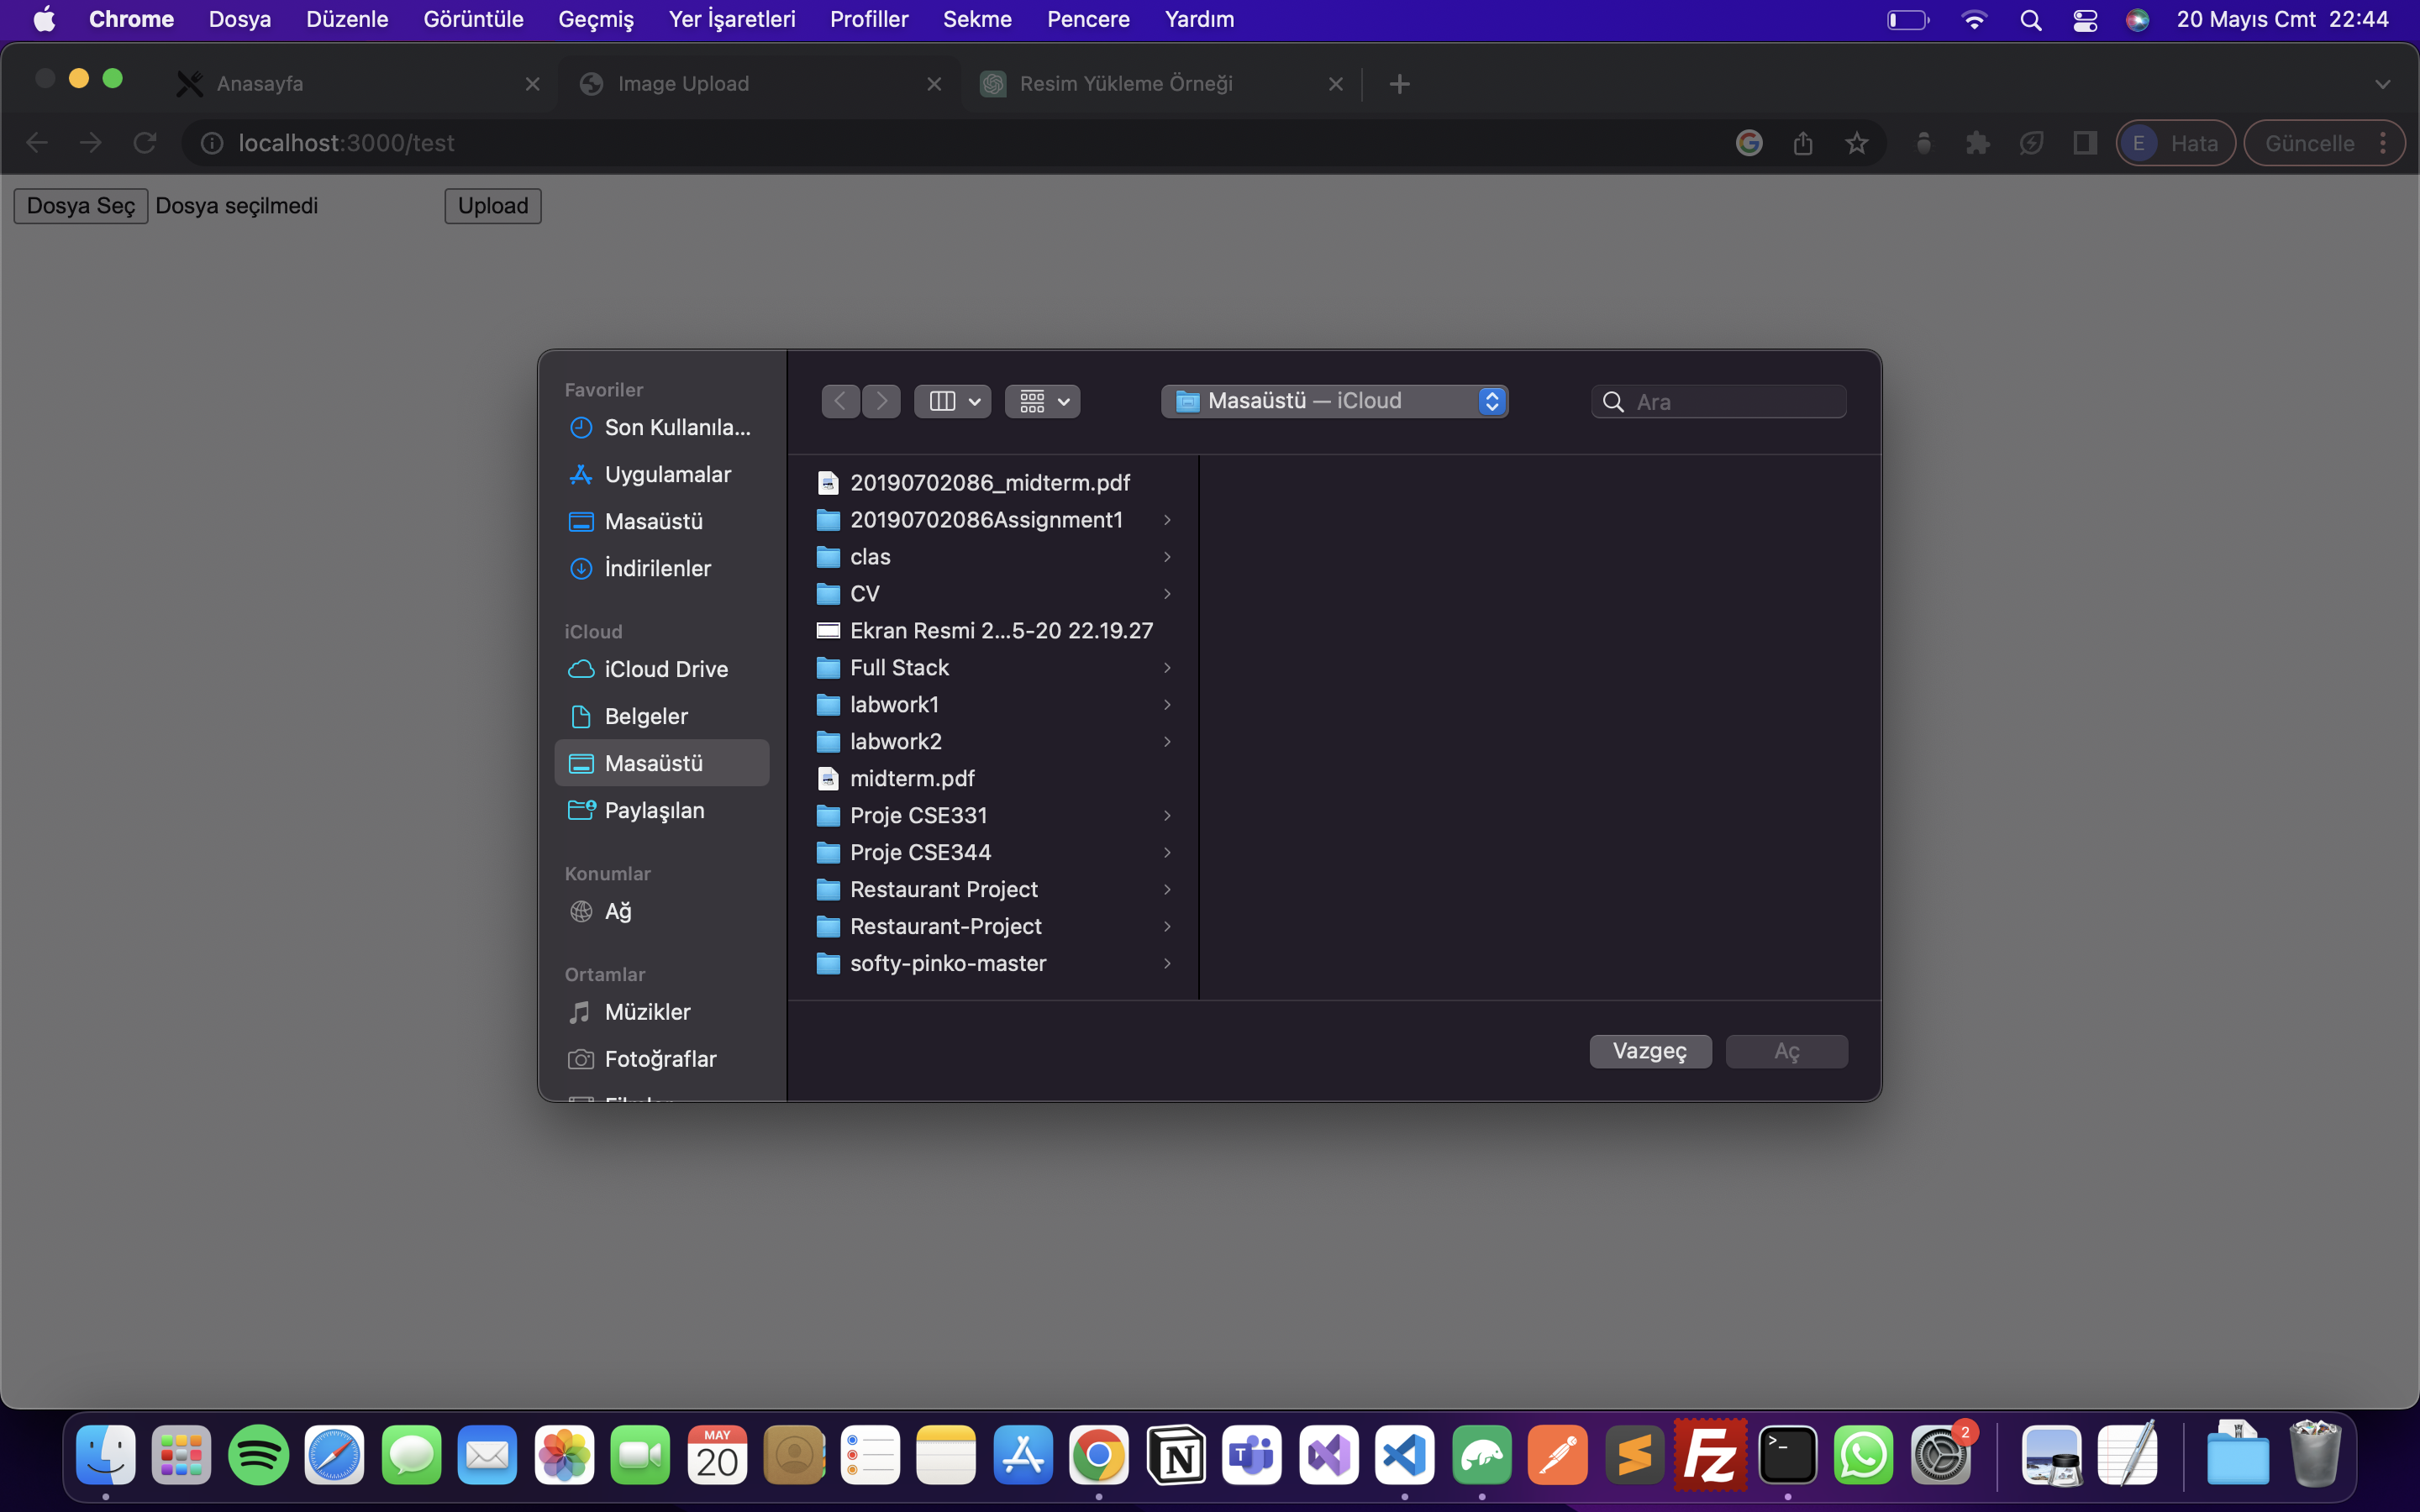 Chrome Dosya Düzenle Görüntüle Geçmiş Yer İşaretleri Profiller Sekme Pencere Yardım 20 Mayıs Cmt 22:44
Anasayfa Image Upload Resim Yükleme Örneği
localhost:3000/test E Hata Güncelle
Dosya Seç Dosya seçilmedi Upload
Favoriler
Son Kullanıla...
Uygulamalar
Masaüstü
İndirilenler
iCloud
iCloud Drive
Belgeler
Masaüstü
Paylaşılan
Konumlar
Ağ
Ortamlar
Müzikler
Fotoğraflar
Masaüstü — iCloud
Ara
20190702086_midterm.pdf
20190702086Assignment1
clas
CV
Ekran Resmi 2...5-20 22.19.27
Full Stack
labwork1
labwork2
midterm.pdf
Proje CSE331
Proje CSE344
Restaurant Project
Restaurant-Project
softy-pinko-master
Vazgeç Aç
MAY
20
N
T
Fz
>_
2